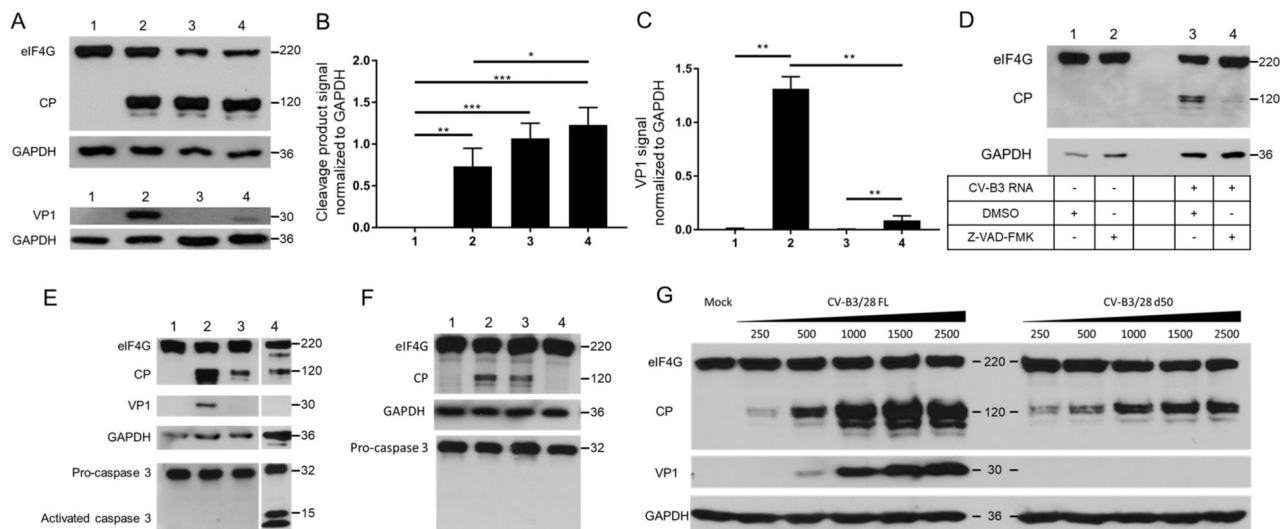 A
1 2 3 4
eIF4G 220
CP 120
GAPDH 36
1 2 3 4
VP1 30
GAPDH 36
B
Cleavage product signal
normalized to GAPDH
2.0
1.5
1.0
0.5
0.0
*
***
***
**
1 2 3 4
C
VP1 signal
normalized to GAPDH
1.5
1.0
0.5
0.0
** **
**
1 2 3 4
D
1 2 3 4
eIF4G 220
CP 120
GAPDH 36
CV-B3 RNA - - + +
DMSO + - + -
Z-VAD-FMK - + - +
E
1 2 3 4
eIF4G 220
CP 120
VP1 30
GAPDH 36
Pro-caspase 3 32
Activated caspase 3 15
F
1 2 3 4
eIF4G 220
CP 120
GAPDH 36
Pro-caspase 3 32
G
Mock CV-B3/28 FL CV-B3/28 d50
250 500 1000 1500 2500 250 500 1000 1500 2500
eIF4G 220
CP 120
VP1 30
GAPDH 36